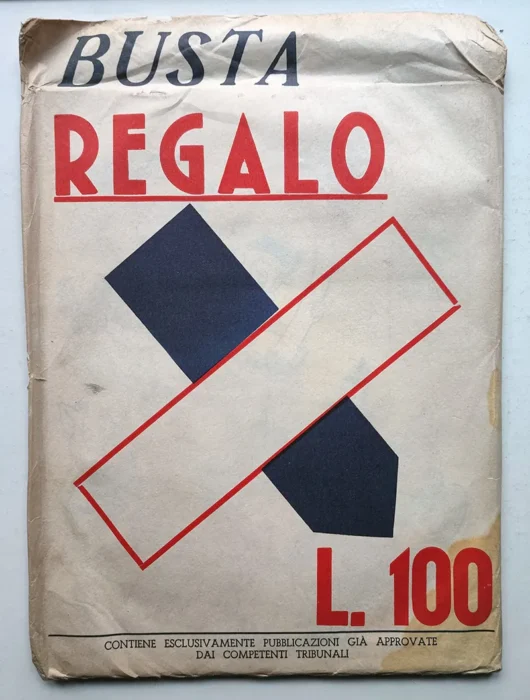 BUSTA
REGALO
L. 100
CONTIENE ESCLUSIVAMENTE PUBBLICAZIONI GIÀ APPROVATE
DAI COMPETENTI TRIBUNALI